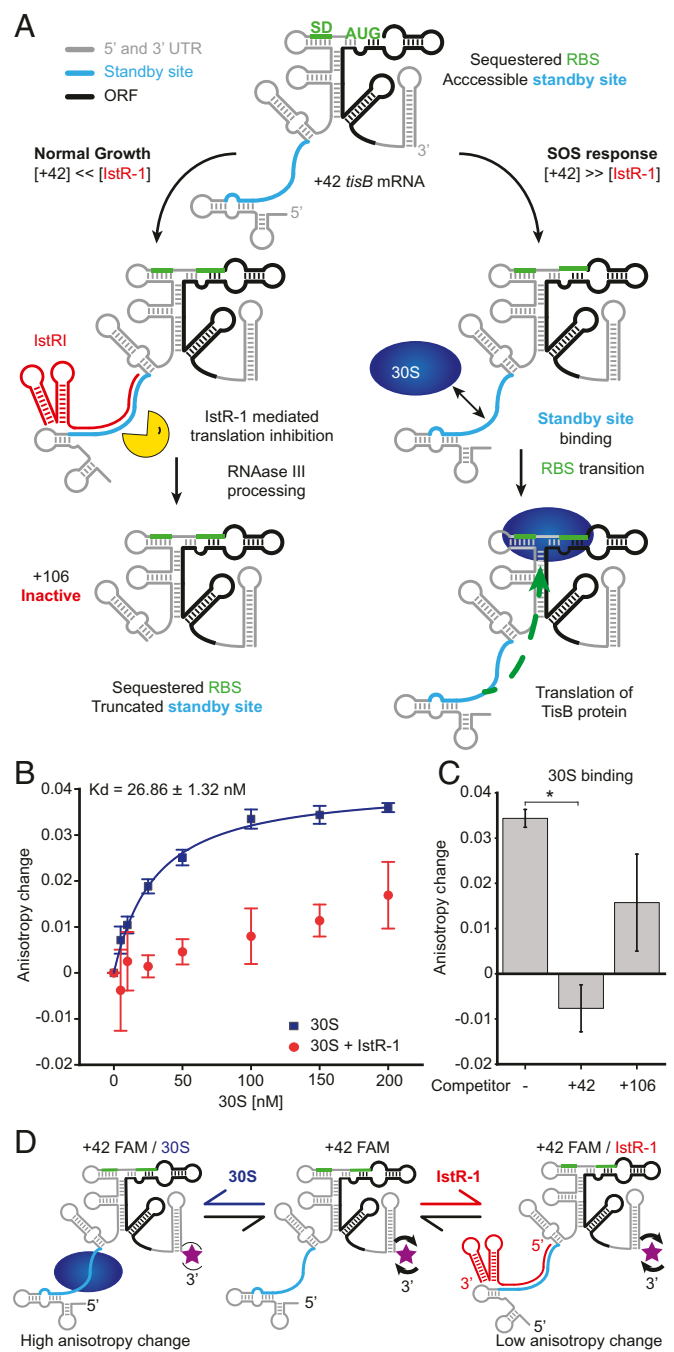 A
5' and 3' UTR
Standby site
ORF
SD
AUG
Sequestered RBS
Acccessible standby site
3'
Normal Growth
[+42] << [IstR-1]
+42 tisB mRNA
5'
SOS response
[+42] >> [IstR-1]
IstRI
30S
IstR-1 mediated
translation inhibition
Standby site
binding
RNAase III
processing
RBS transition
+106
Inactive
Sequestered RBS
Truncated standby site
Translation of
TisB protein
B
Kd = 26.86 ± 1.32 nM
Anisotropy change
0.04
0.03
0.02
0.01
0
-0.01
-0.02
30S
30S + IstR-1
0
50
100
150
200
30S [nM]
C
30S binding
*
Anisotropy change
0.04
0.03
0.02
0.01
0
-0.01
-0.02
Competitor
-
+42
+106
D
+42 FAM / 30S
30S
+42 FAM
IstR-1
+42 FAM / IstR-1
3'
5'
3'
5'
5'
3'
3'
5'
High anisotropy change
Low anisotropy change